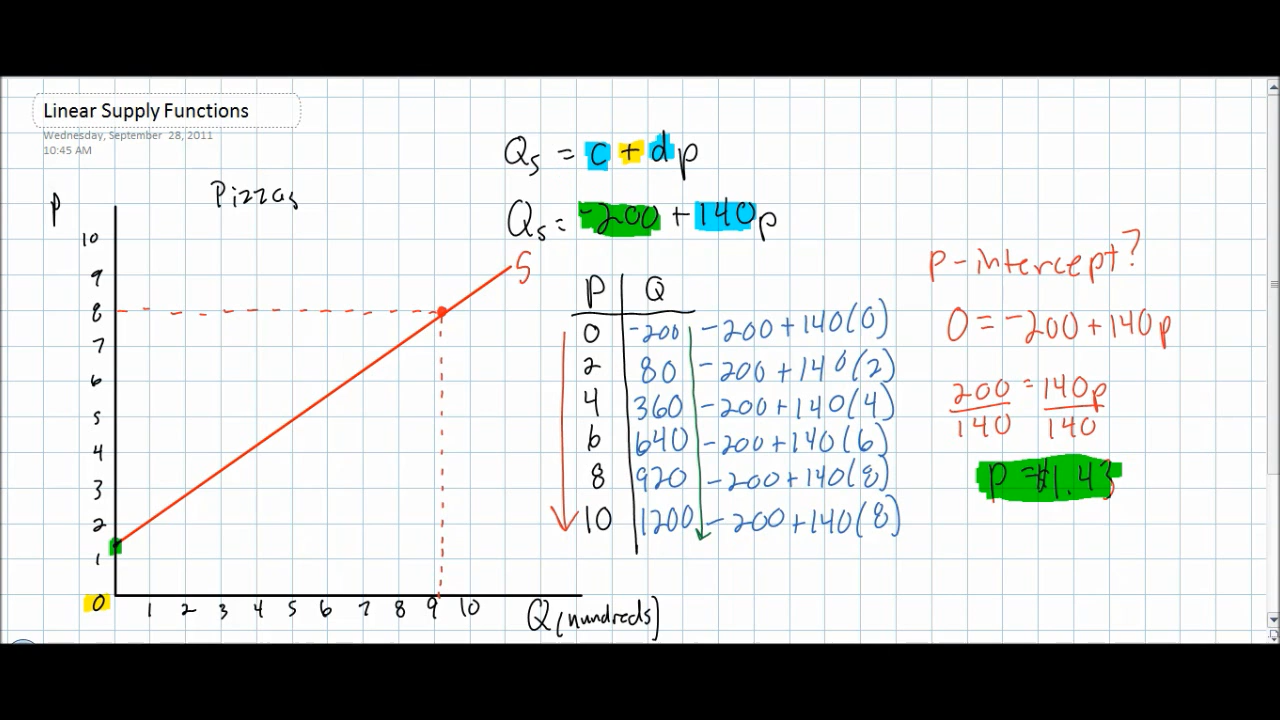 Linear Supply Functions
Wednesday, September 28, 2011
10:45 AM
Pizzas
P
10
9
8
7
6
5
4
3
2
1
0
1 2 3 4 5 6 7 8 9 10
Q (hundreds)
S
Qs = c + dp
Qs = -200 + 140p
P Q
0 -200 -200 + 140(0)
2 80 -200 + 140(2)
4 360 -200 + 140(4)
6 640 -200 + 140(6)
8 920 -200 + 140(8)
10 1200 -200 + 140(8)
P-intercept?
0 = -200 + 140p
200 = 140p
140 140
P = $1.43